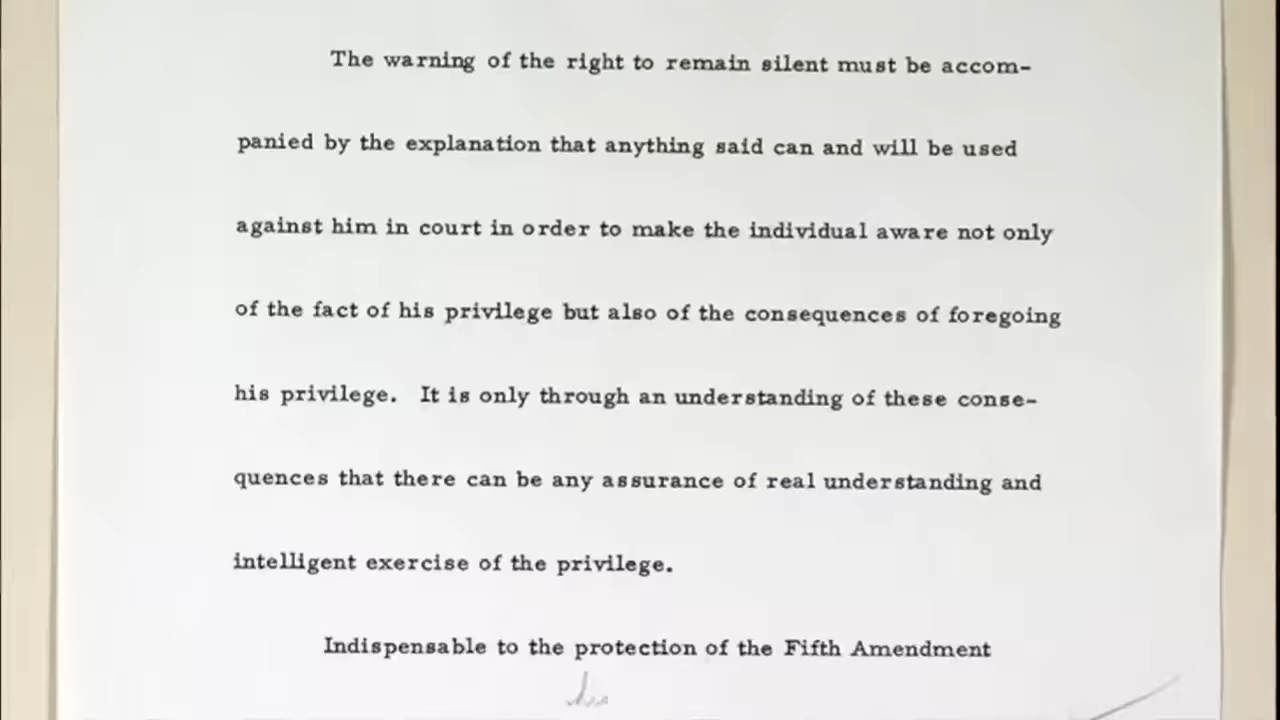 The warning of the right to remain silent must be accom-
panied by the explanation that anything said can and will be used
against him in court in order to make the individual aware not only
of the fact of his privilege but also of the consequences of foregoing
his privilege. It is only through an understanding of these conse-
quences that there can be any assurance of real understanding and
intelligent exercise of the privilege.
Indispensable to the protection of the Fifth Amendment